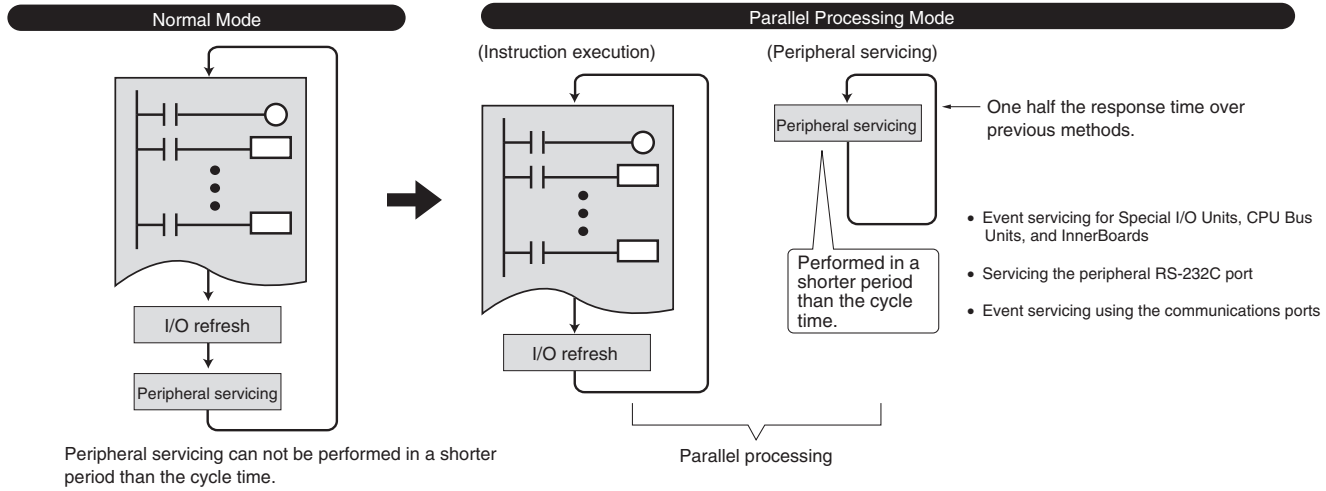 Normal Mode
I/O refresh
Peripheral servicing
Peripheral servicing can not be performed in a shorter
period than the cycle time.
Parallel Processing Mode
(Instruction execution)
I/O refresh
(Peripheral servicing)
Peripheral servicing
Performed in a
shorter period
than the cycle
time.
One half the response time over
previous methods.
• Event servicing for Special I/O Units, CPU Bus
Units, and InnerBoards
• Servicing the peripheral RS-232C port
• Event servicing using the communications ports
Parallel processing